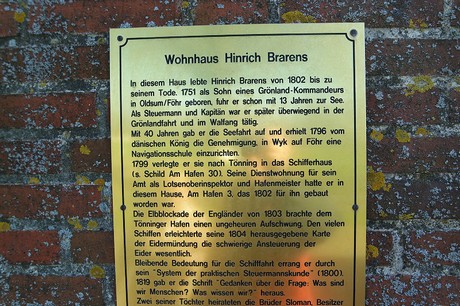 Wohnhaus Hinrich Brarens
In diesem Haus lebte Hinrich Brarens von 1802 bis zu
seinem Tode. 1751 als Sohn eines Grönland-Kommandeurs
in Oldsum/Föhr geboren, fuhr er schon mit 13 Jahren zur See.
Als Steuermann und Kapitän war er später überwiegend in der
Grönlandfahrt und im Walfang tätig.
Mit 40 Jahren gab er die Seefahrt auf und erhielt 1796 vom
dänischen König die Genehmigung, in Wyk auf Föhr eine
Navigationsschule einzurichten.
1799 verlegte er sie nach Tönning in das Schifferhaus
(s. Schild Am Hafen 30). Seine Dienstwohnung für sein
Amt als Lotsenoberinspektor und Hafenmeister hatte er in
diesem Hause, Am Hafen 3, das 1802 für ihn gebaut
worden war.
Die Elbblockade der Engländer von 1803 brachte dem
Tönninger Hafen einen ungeheuren Aufschwung. Den vielen
Schiffen erleichterte seine 1804 herausgegebene Karte
der Eidermündung die schwierige Ansteuerung der
Eider wesentlich.
Bleibende Bedeutung für die Schiffahrt errang er durch
sein "System der praktischen Steuermannskunde" (1800).
1819 gab er die Schrift "Gedanken über die Frage: Was sind
wir Menschen? Was wissen wir?" heraus.
Zwei seiner Töchter heirateten die Brüder Sloman, Besitzer